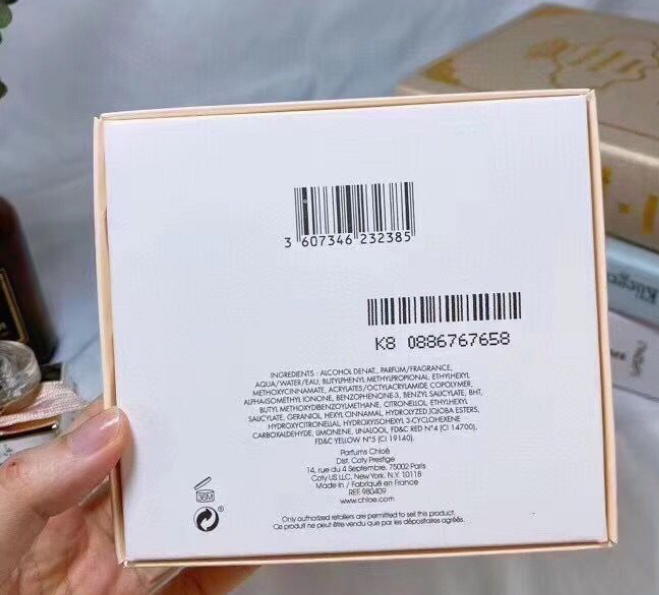 3 607346 232385
K8 0886767658
INGREDIENTS : ALCOHOL DENAT., PARFUM/FRAGRANCE,
AQUA/WATER/EAU, BUTYLPHENYL METHYLPROPIONAL, ETHYLHEXYL
METHOXYCINNAMATE, ACRYLATES/OCTYLACRYLAMIDE COPOLYMER,
ALPHA-ISOMETHYL IONONE, BENZOPHENONE-3, BENZYL SALICYLATE, BHT,
BUTYL METHOXYDIBENZOYLMETHANE, CITRONELLOL, ETHYLHEXYL
SALICYLATE, GERANIOL, HEXYL CINNAMAL, HYDROLYZED JOJOBA ESTERS,
HYDROXYCITRONELLAL, HYDROXYISOHEXYL 3-CYCLOHEXENE
CARBOXALDEHYDE, LIMONENE, LINALOOL, FD&C RED N°4 (CI 14700),
FD&C YELLOW N°5 (CI 19140).
Parfums Chloé
Dist. Coty Prestige
14, rue du 4 Septembre, 75002 Paris
Coty US LLC, New York, N.Y. 10118
Made in / Fabriqué en France
REF. 980409
www.chloe.com
Only authorized retailers are permitted to sell this product.
Ce produit ne peut être vendu que par les dépositaires agréés.